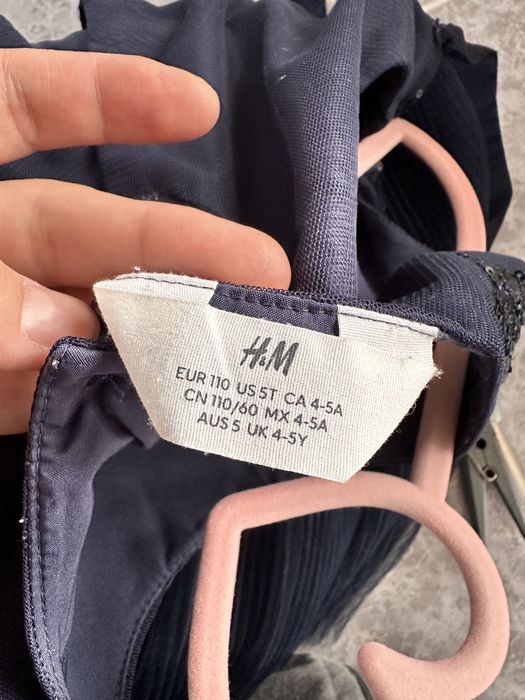 H&M
EUR 110 US 5T CA 4-5A
CN 110/60 MX 4-5A
AUS 5 UK 4-5Y